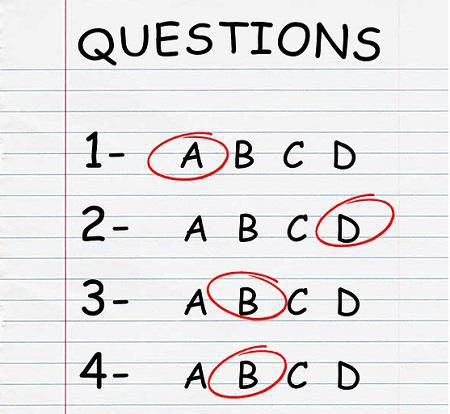 QUESTIONS
1- A B C D
2- A B C D
3- A B C D
4- A B C D